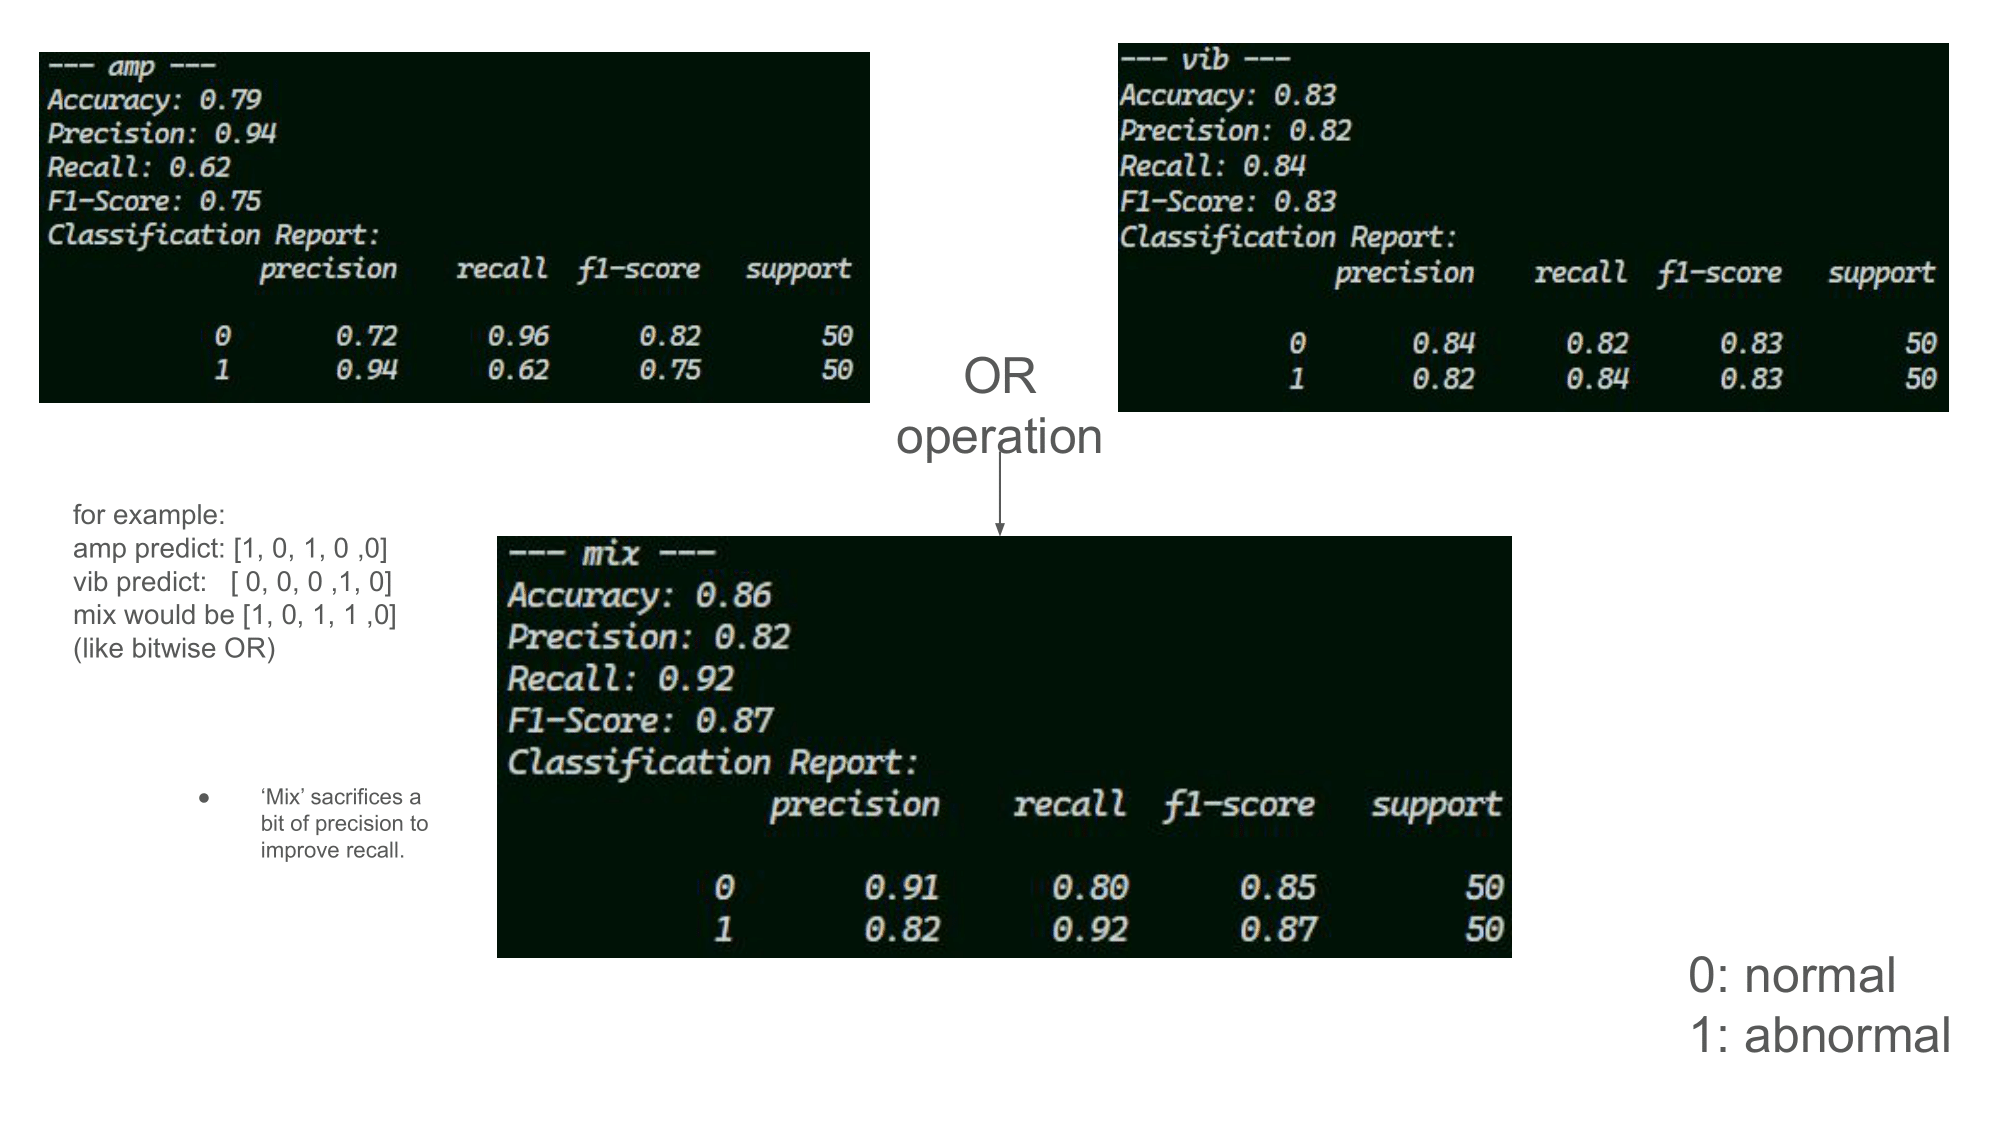 --- amp ---
Accuracy: 0.79
Precision: 0.94
Recall: 0.62
F1-Score: 0.75
Classification Report:
precision recall f1-score support
0 0.72 0.96 0.82 50
1 0.94 0.62 0.75 50
--- vib ---
Accuracy: 0.83
Precision: 0.82
Recall: 0.84
F1-Score: 0.83
Classification Report:
precision recall f1-score support
0 0.84 0.82 0.83 50
1 0.82 0.84 0.83 50
OR
operation
for example:
amp predict: [1, 0, 1, 0 ,0]
vib predict: [ 0, 0, 0 ,1, 0]
mix would be [1, 0, 1, 1 ,0]
(like bitwise OR)
● ‘Mix’ sacrifices a
bit of precision to
improve recall.
--- mix ---
Accuracy: 0.86
Precision: 0.82
Recall: 0.92
F1-Score: 0.87
Classification Report:
precision recall f1-score support
0 0.91 0.80 0.85 50
1 0.82 0.92 0.87 50
0: normal
1: abnormal